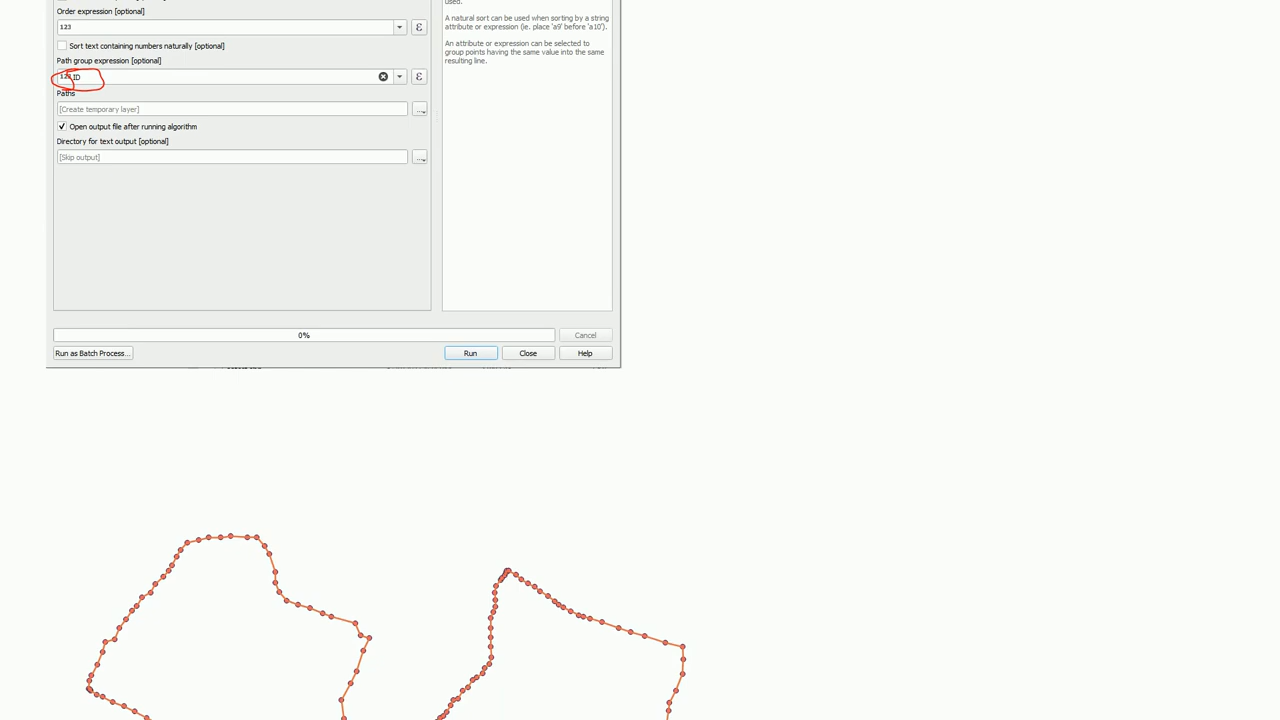 used.
Order expression [optional]
123
ε
A natural sort can be used when sorting by a string
attribute or expression (ie. place 'a9' before 'a10').
Sort text containing numbers naturally [optional]
An attribute or expression can be selected to
group points having the same value into the same
resulting line.
Path group expression [optional]
123 ID
ε
Paths
[Create temporary layer]
...
Open output file after running algorithm
Directory for text output [optional]
[Skip output]
...
0%
Cancel
Run as Batch Process...
Run
Close
Help